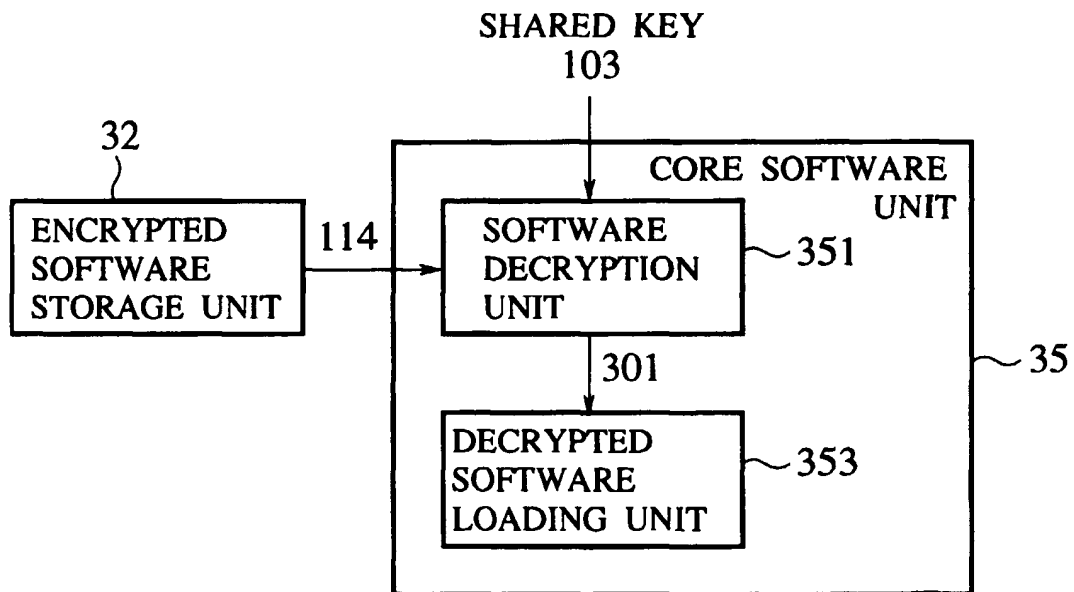 SHARED KEY
103
32
CORE SOFTWARE
UNIT
ENCRYPTED
SOFTWARE
STORAGE UNIT
114
SOFTWARE
DECRYPTION
UNIT
351
301
35
DECRYPTED
SOFTWARE
LOADING UNIT
353